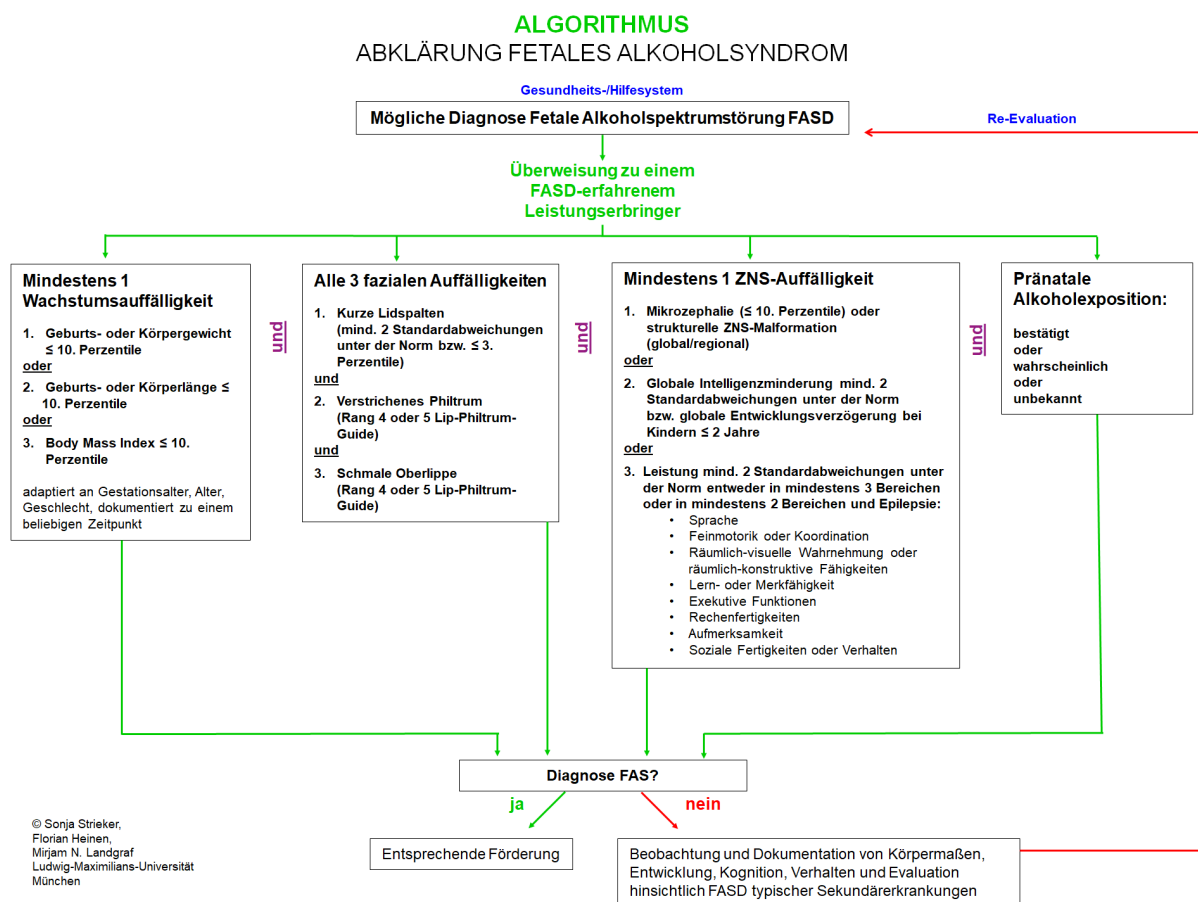 ALGORITHMUS
ABKLÄRUNG FETALES ALKOHOLSYNDROM
Gesundheits-/Hilfesystem
Mögliche Diagnose Fetale Alkoholspektrumstörung FASD
Re-Evaluation
Überweisung zu einem
FASD-erfahrenem
Leistungserbringer
Mindestens 1
Wachstumsauffälligkeit
1. Geburts- oder Körpergewicht
≤ 10. Perzentile
oder
2. Geburts- oder Körperlänge ≤
10. Perzentile
oder
3. Body Mass Index ≤ 10.
Perzentile
adaptiert an Gestationsalter, Alter,
Geschlecht, dokumentiert zu einem
beliebigen Zeitpunkt
und
Alle 3 fazialen Auffälligkeiten
1. Kurze Lidspalten
(mind. 2 Standardabweichungen
unter der Norm bzw. ≤ 3.
Perzentile)
und
2. Verstrichenes Philtrum
(Rang 4 oder 5 Lip-Philtrum-
Guide)
und
3. Schmale Oberlippe
(Rang 4 oder 5 Lip-Philtrum-
Guide)
und
Mindestens 1 ZNS-Auffälligkeit
1. Mikrozephalie (≤ 10. Perzentile) oder
strukturelle ZNS-Malformation
(global/regional)
oder
2. Globale Intelligenzminderung mind. 2
Standardabweichungen unter der Norm
bzw. globale Entwicklungsverzögerung bei
Kindern ≤ 2 Jahre
oder
3. Leistung mind. 2 Standardabweichungen unter
der Norm entweder in mindestens 3 Bereichen
oder in mindestens 2 Bereichen und Epilepsie:
• Sprache
• Feinmotorik oder Koordination
• Räumlich-visuelle Wahrnehmung oder
räumlich-konstruktive Fähigkeiten
• Lern- oder Merkfähigkeit
• Exekutive Funktionen
• Rechenfertigkeiten
• Aufmerksamkeit
• Soziale Fertigkeiten oder Verhalten
und
Pränatale
Alkoholexposition:
bestätigt
oder
wahrscheinlich
oder
unbekannt
Diagnose FAS?
ja
nein
Entsprechende Förderung
Beobachtung und Dokumentation von Körpermaßen,
Entwicklung, Kognition, Verhalten und Evaluation
hinsichtlich FASD typischer Sekundärerkrankungen
© Sonja Strieker,
Florian Heinen,
Mirjam N. Landgraf
Ludwig-Maximilians-Universität
München